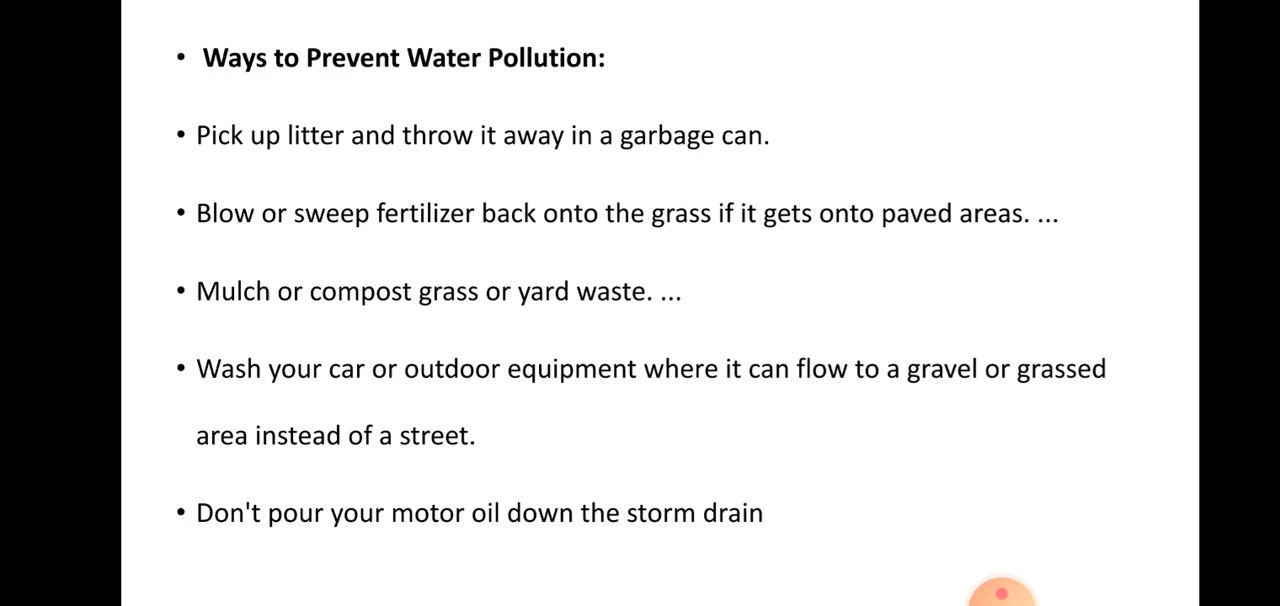 • Ways to Prevent Water Pollution:
• Pick up litter and throw it away in a garbage can.
• Blow or sweep fertilizer back onto the grass if it gets onto paved areas. ...
• Mulch or compost grass or yard waste. ...
• Wash your car or outdoor equipment where it can flow to a gravel or grassed
area instead of a street.
• Don't pour your motor oil down the storm drain